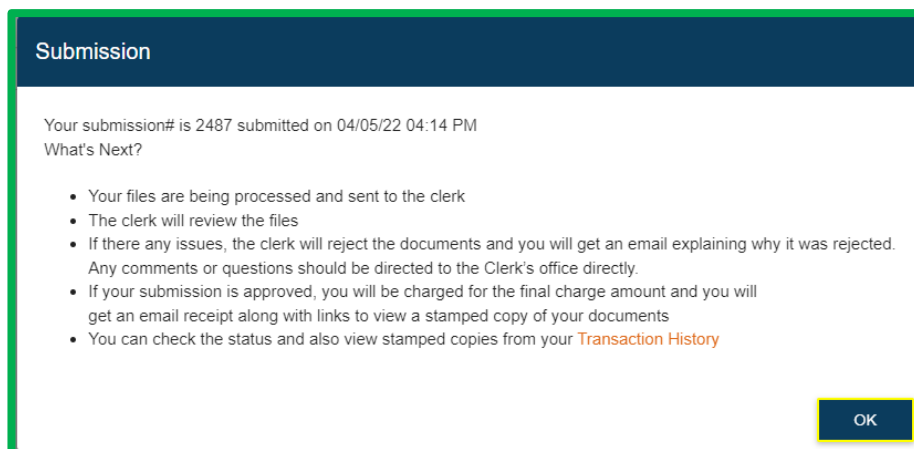 Submission
Your submission# is 2487 submitted on 04/05/22 04:14 PM
What's Next?
• Your files are being processed and sent to the clerk
• The clerk will review the files
• If there any issues, the clerk will reject the documents and you will get an email explaining why it was rejected.
Any comments or questions should be directed to the Clerk's office directly.
• If your submission is approved, you will be charged for the final charge amount and you will
get an email receipt along with links to view a stamped copy of your documents
• You can check the status and also view stamped copies from your Transaction History
OK